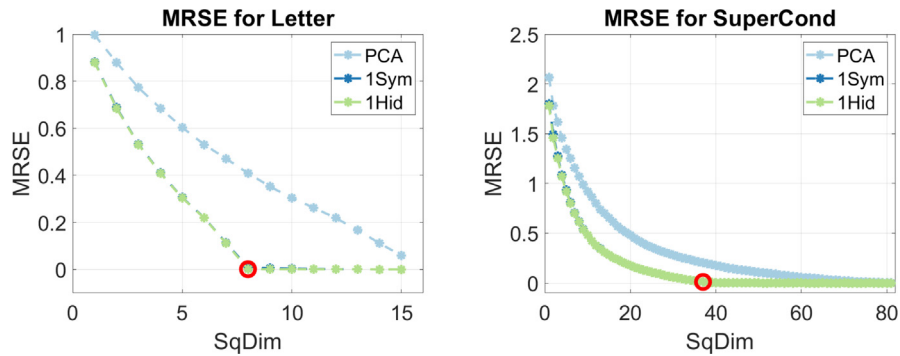 MRSE for Letter
1
0.8
0.6
0.4
0.2
0
MRSE
0 5 10 15
SqDim
PCA
1Sym
1Hid
MRSE for SuperCond
2.5
2
1.5
1
0.5
0
MRSE
0 20 40 60 80
SqDim
PCA
1Sym
1Hid